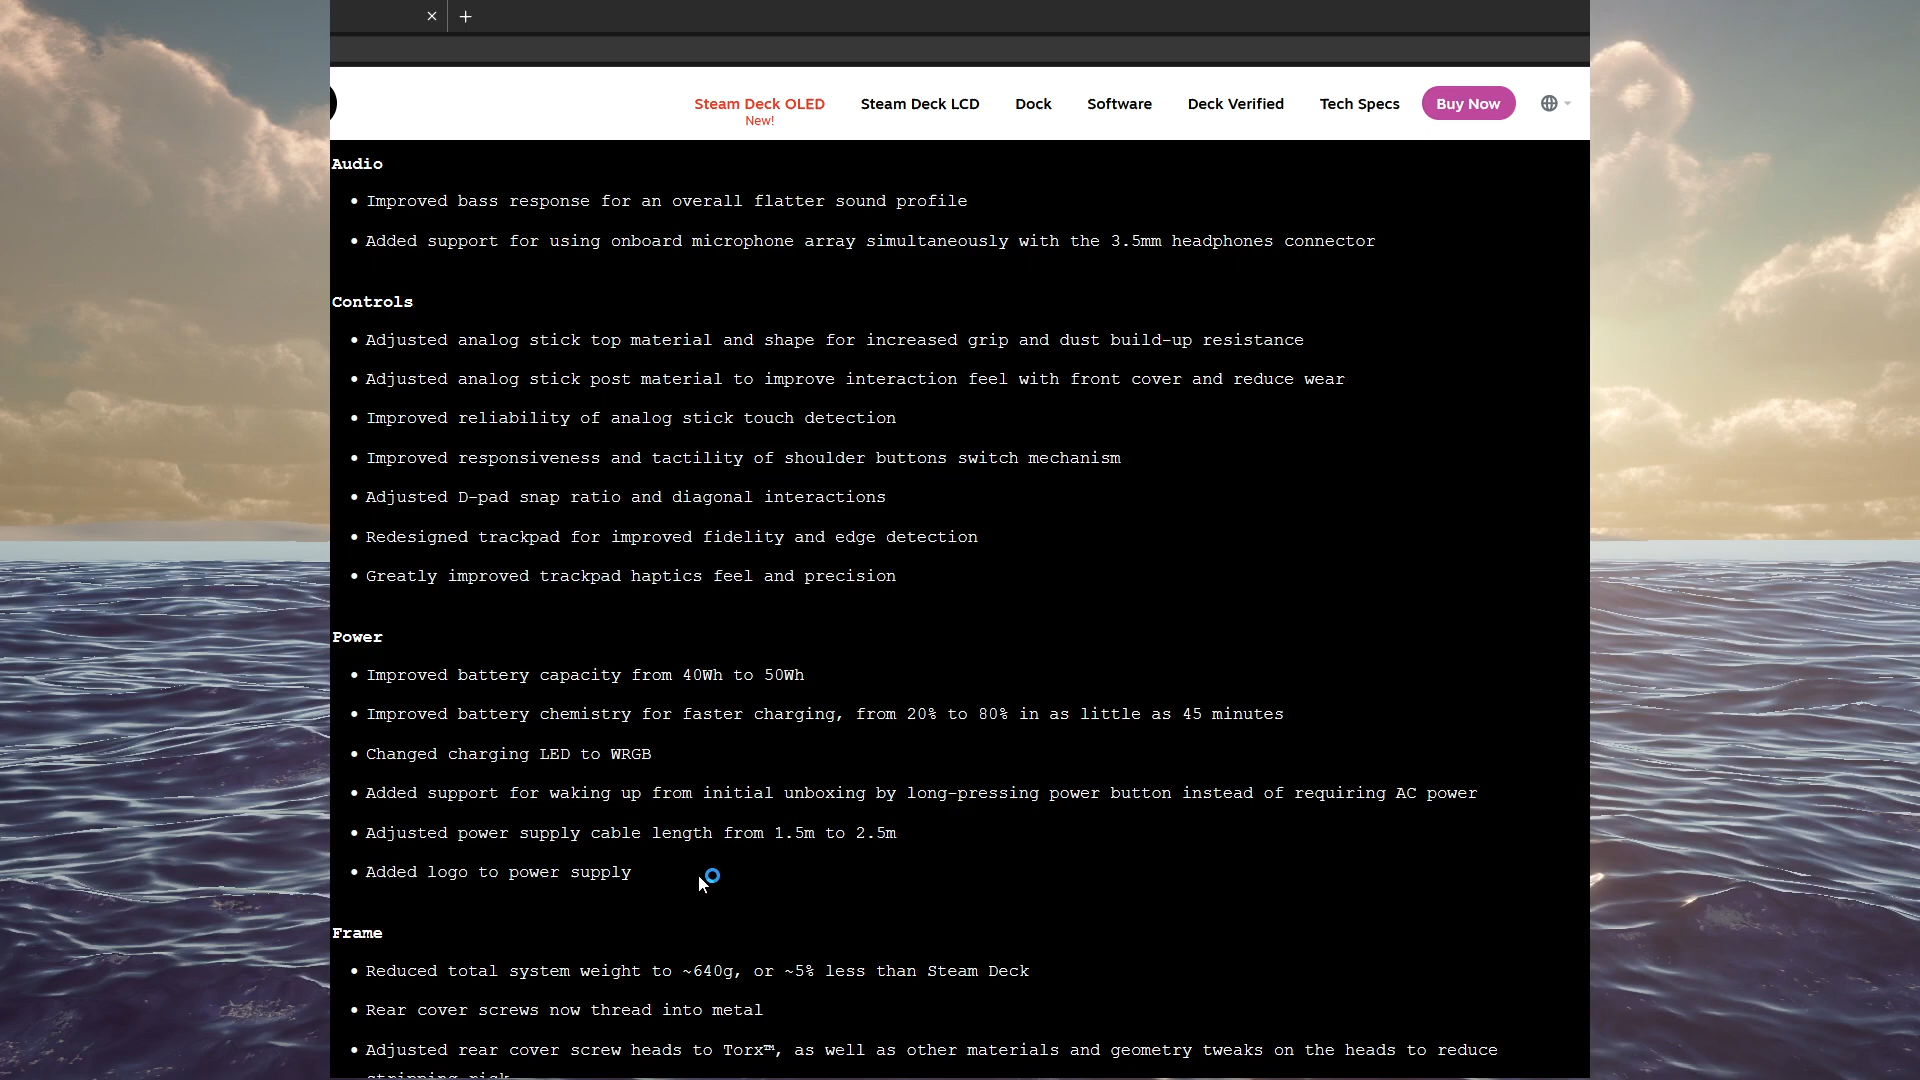 Steam Deck OLED Steam Deck LCD Dock Software Deck Verified Tech Specs Buy Now
New!
Audio
• Improved bass response for an overall flatter sound profile
• Added support for using onboard microphone array simultaneously with the 3.5mm headphones connector
Controls
• Adjusted analog stick top material and shape for increased grip and dust build-up resistance
• Adjusted analog stick post material to improve interaction feel with front cover and reduce wear
• Improved reliability of analog stick touch detection
• Improved responsiveness and tactility of shoulder buttons switch mechanism
• Adjusted D-pad snap ratio and diagonal interactions
• Redesigned trackpad for improved fidelity and edge detection
• Greatly improved trackpad haptics feel and precision
Power
• Improved battery capacity from 40Wh to 50Wh
• Improved battery chemistry for faster charging, from 20% to 80% in as little as 45 minutes
• Changed charging LED to WRGB
• Added support for waking up from initial unboxing by long-pressing power button instead of requiring AC power
• Adjusted power supply cable length from 1.5m to 2.5m
• Added logo to power supply
Frame
• Reduced total system weight to ~640g, or ~5% less than Steam Deck
• Rear cover screws now thread into metal
• Adjusted rear cover screw heads to Torx™, as well as other materials and geometry tweaks on the heads to reduce
stripping risk